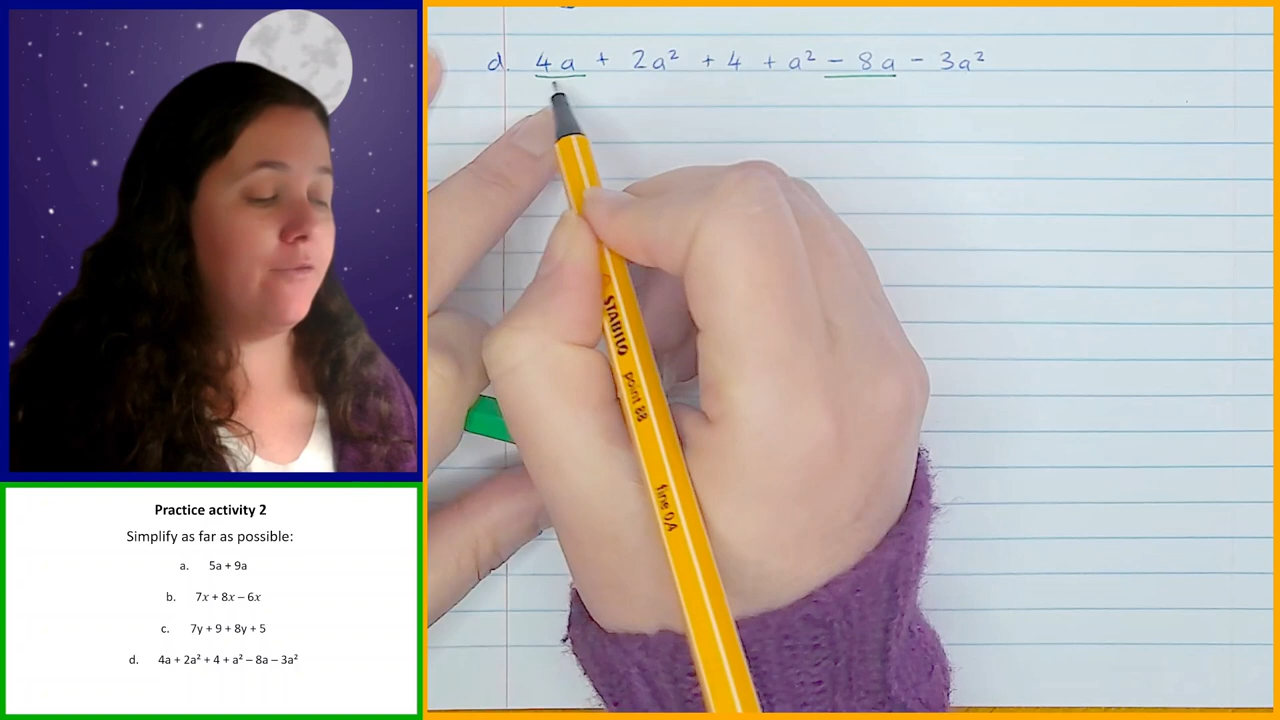 d. 4a + 2a² + 4 + a² - 8a - 3a²
STABILO point 88 fine 0,4
Practice activity 2
Simplify as far as possible:
a. 5a + 9a
b. 7x + 8x – 6x
c. 7y + 9 + 8y + 5
d. 4a + 2a² + 4 + a² – 8a – 3a²